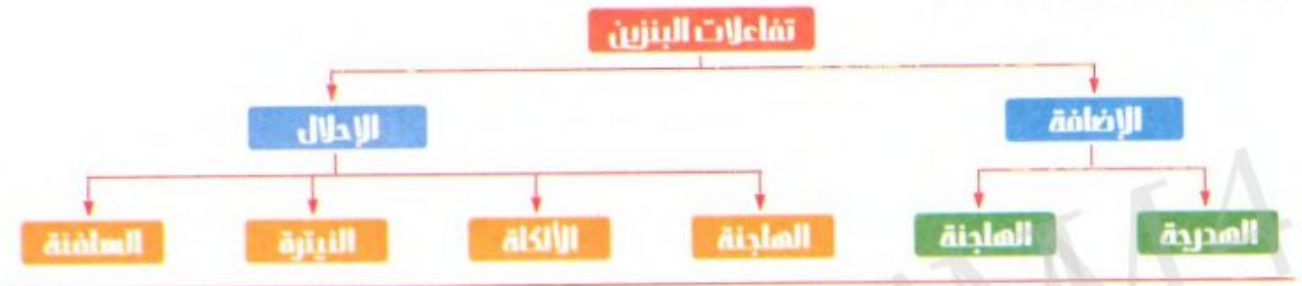 تفاعلات البنزين
الإضافة
الإحلال
الهدرجة
الهلجنة
الهلجنة
الألكلة
النيترة
السلفنة